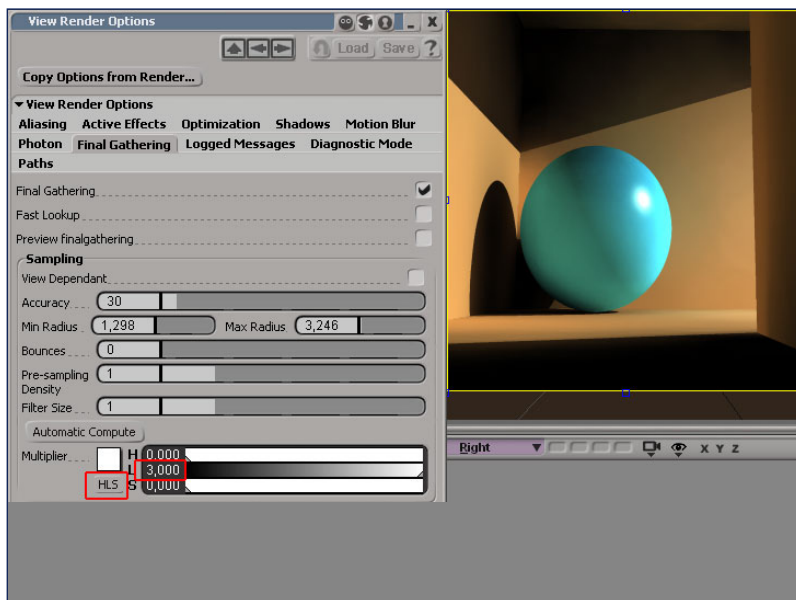 View Render Options
Load Save ?
Copy Options from Render...
View Render Options
Aliasing Active Effects Optimization Shadows Motion Blur
Photon Final Gathering Logged Messages Diagnostic Mode
Paths
Final Gathering
Fast Lookup
Preview finalgathering
Sampling
View Dependant
Accuracy 30
Min Radius 1,298 Max Radius 3,246
Bounces 0
Pre-sampling Density 1
Filter Size 1
Automatic Compute
Multiplier H 0.000
L 3,000
HLS S 0,000
Right X Y Z